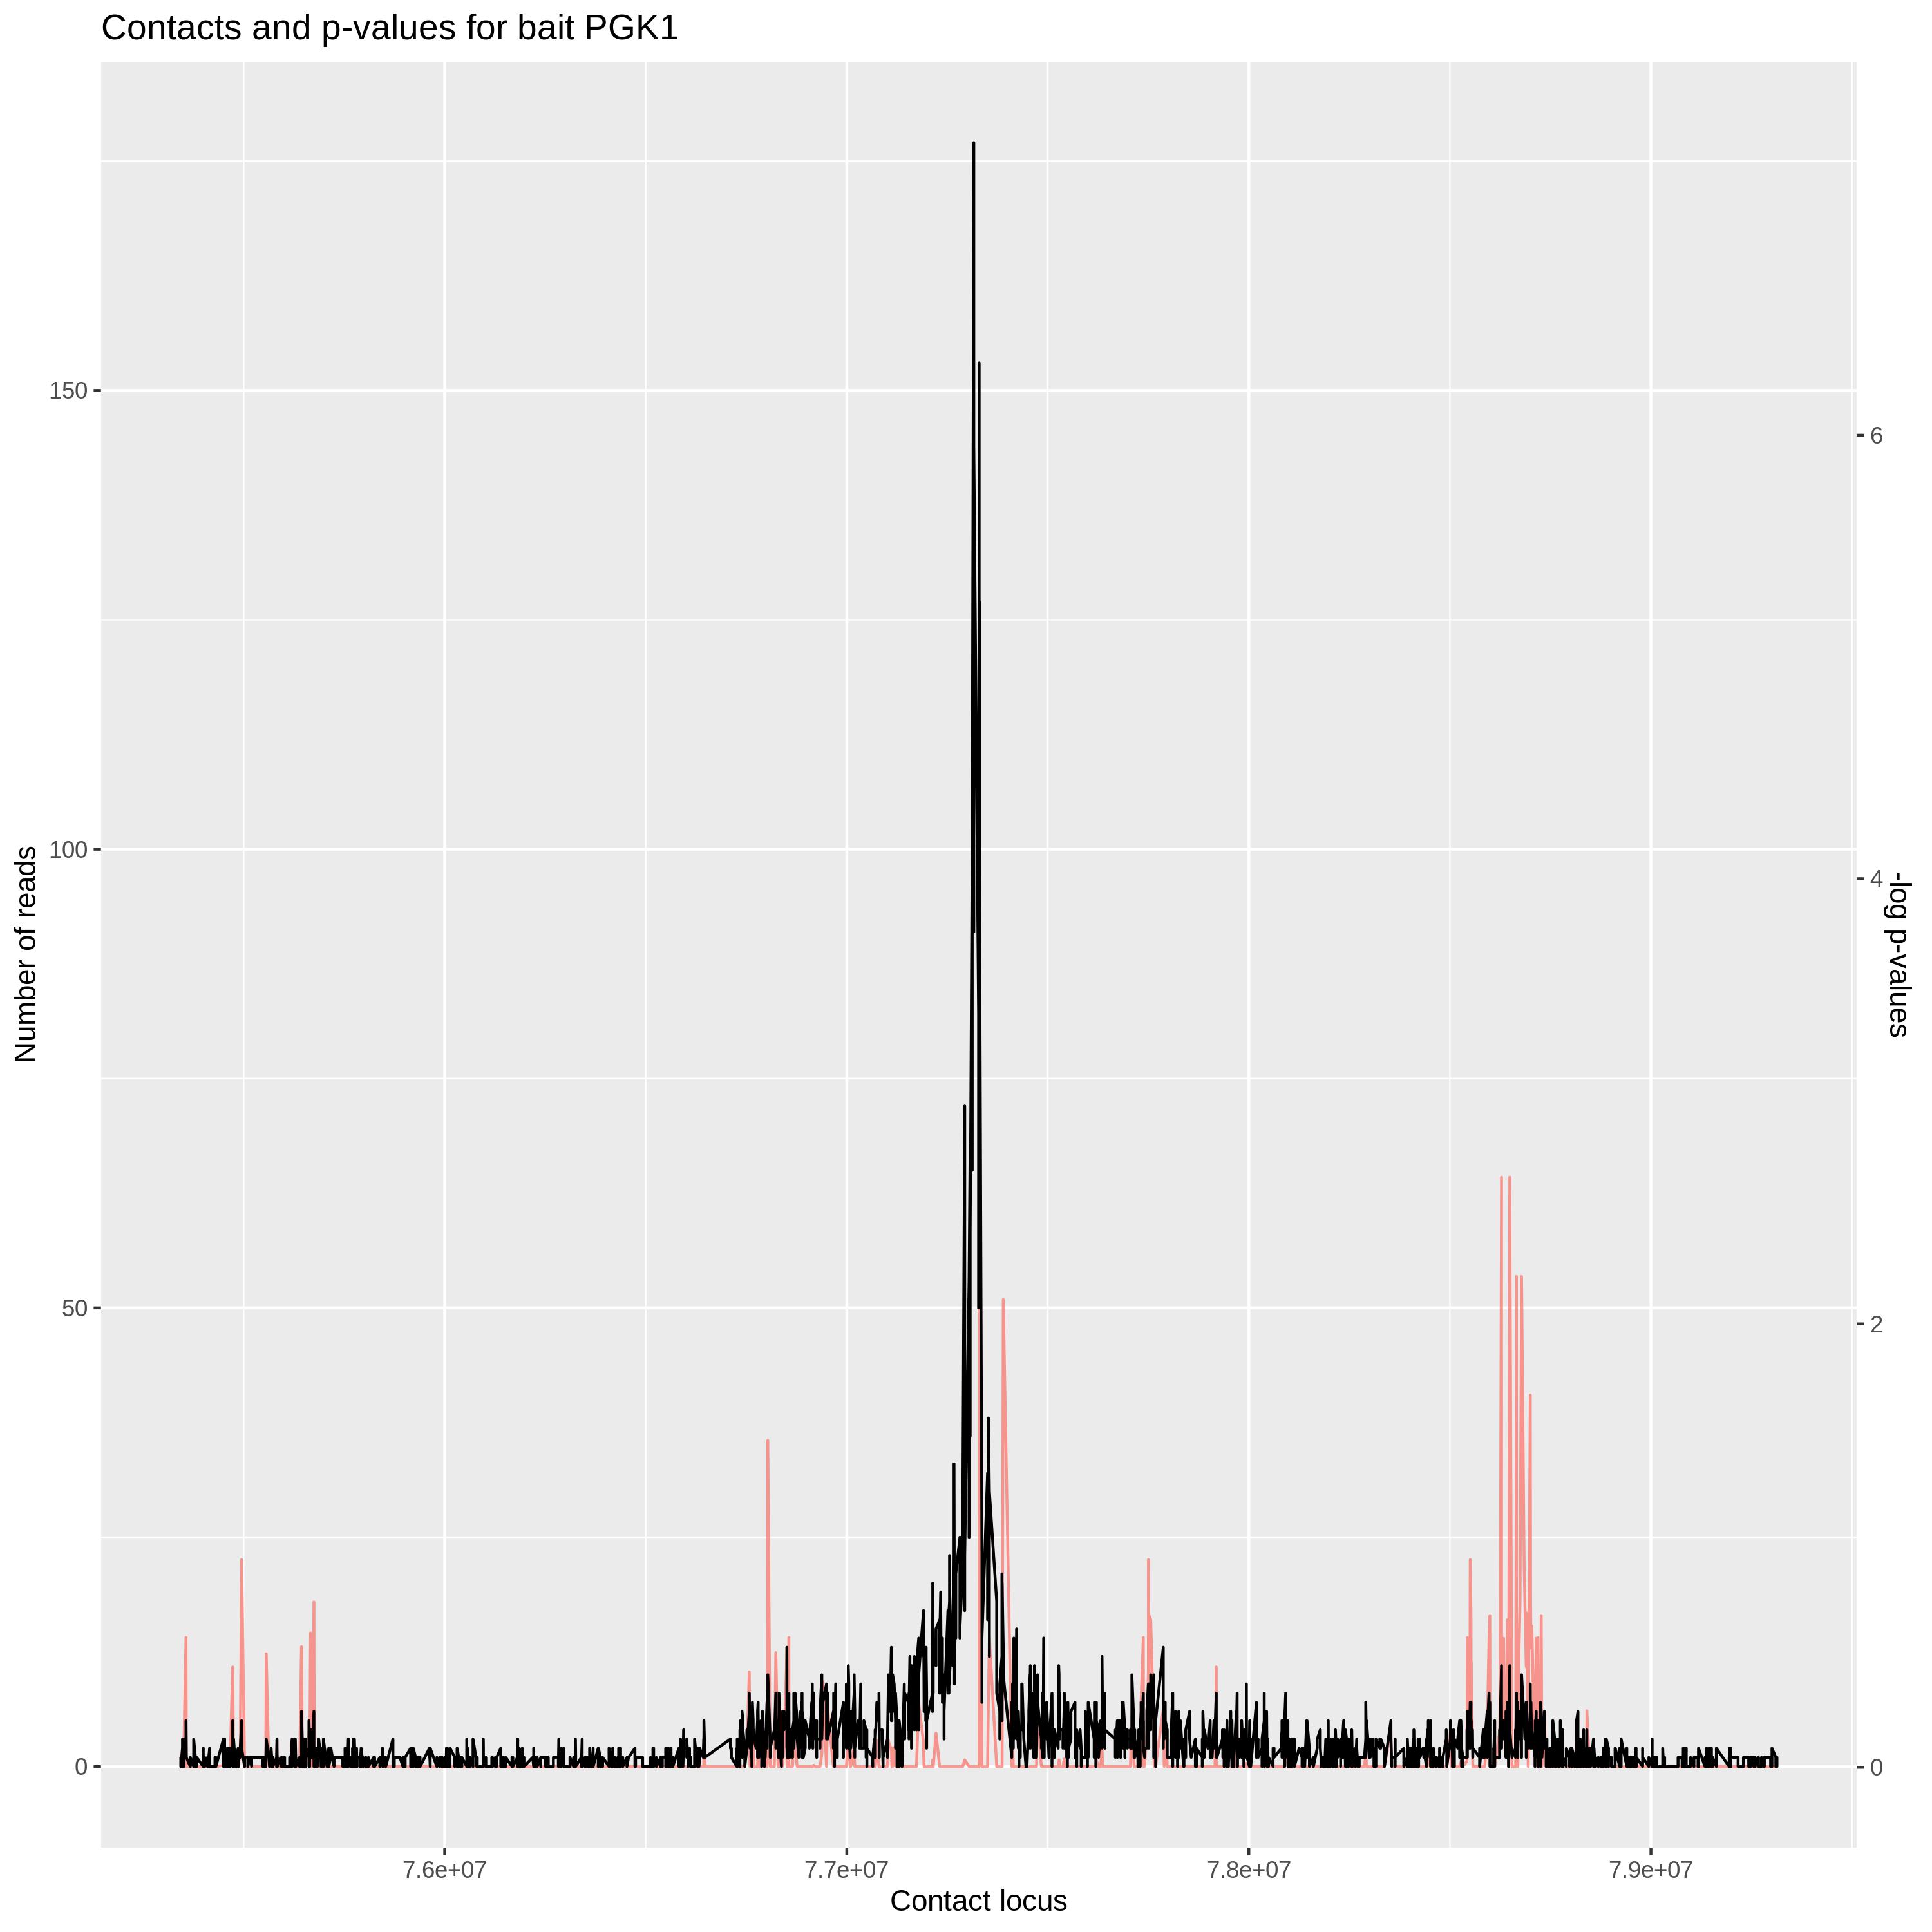 Contacts and p-values for bait PGK1
Number of reads
150
100
50
0
6
4
2
0
-log p-values
7.6e+07
7.7e+07
7.8e+07
7.9e+07
Contact locus